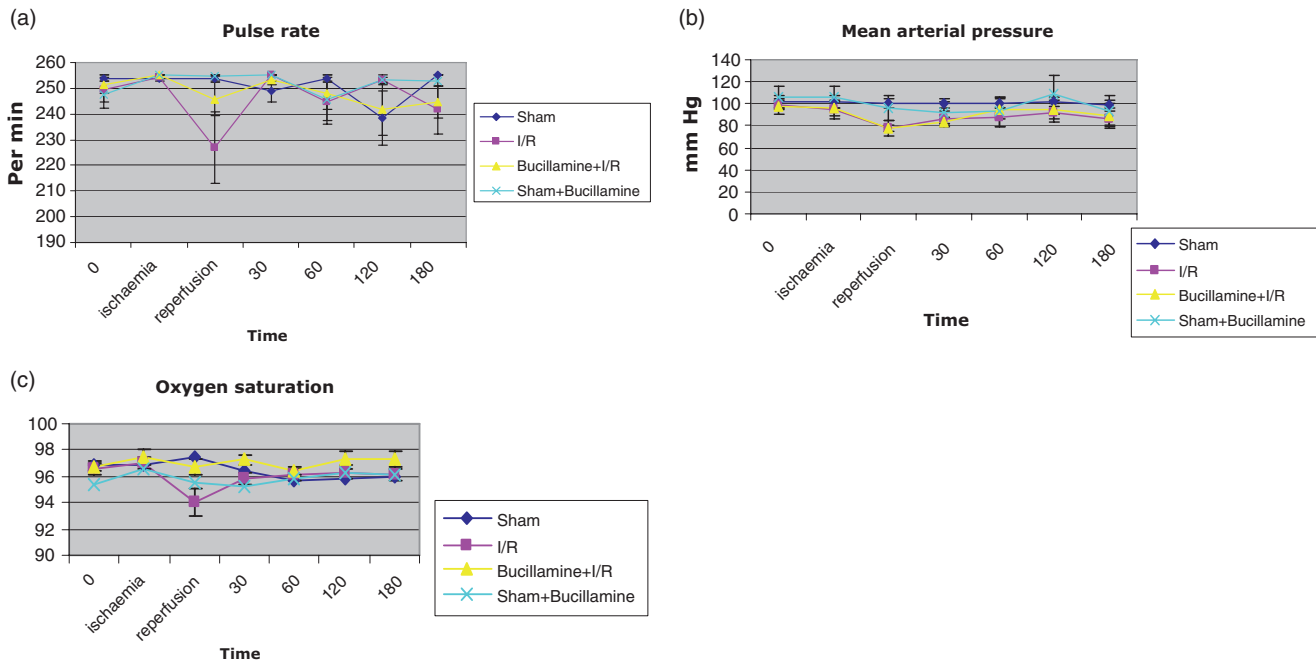 (a)
Pulse rate
Per min
260
250
240
230
220
210
200
190
0
ischaemia
reperfusion
30
60
120
180
Time
Sham
I/R
Bucillamine+I/R
Sham+Bucillamine
(b)
Mean arterial pressure
mm Hg
140
120
100
80
60
40
20
0
0
ischaemia
reperfusion
30
60
120
180
Time
Sham
I/R
Bucillamine+I/R
Sham+Bucillamine
(c)
Oxygen saturation
100
98
96
94
92
90
0
ischaemia
reperfusion
30
60
120
180
Time
Sham
I/R
Bucillamine+I/R
Sham+Bucillamine